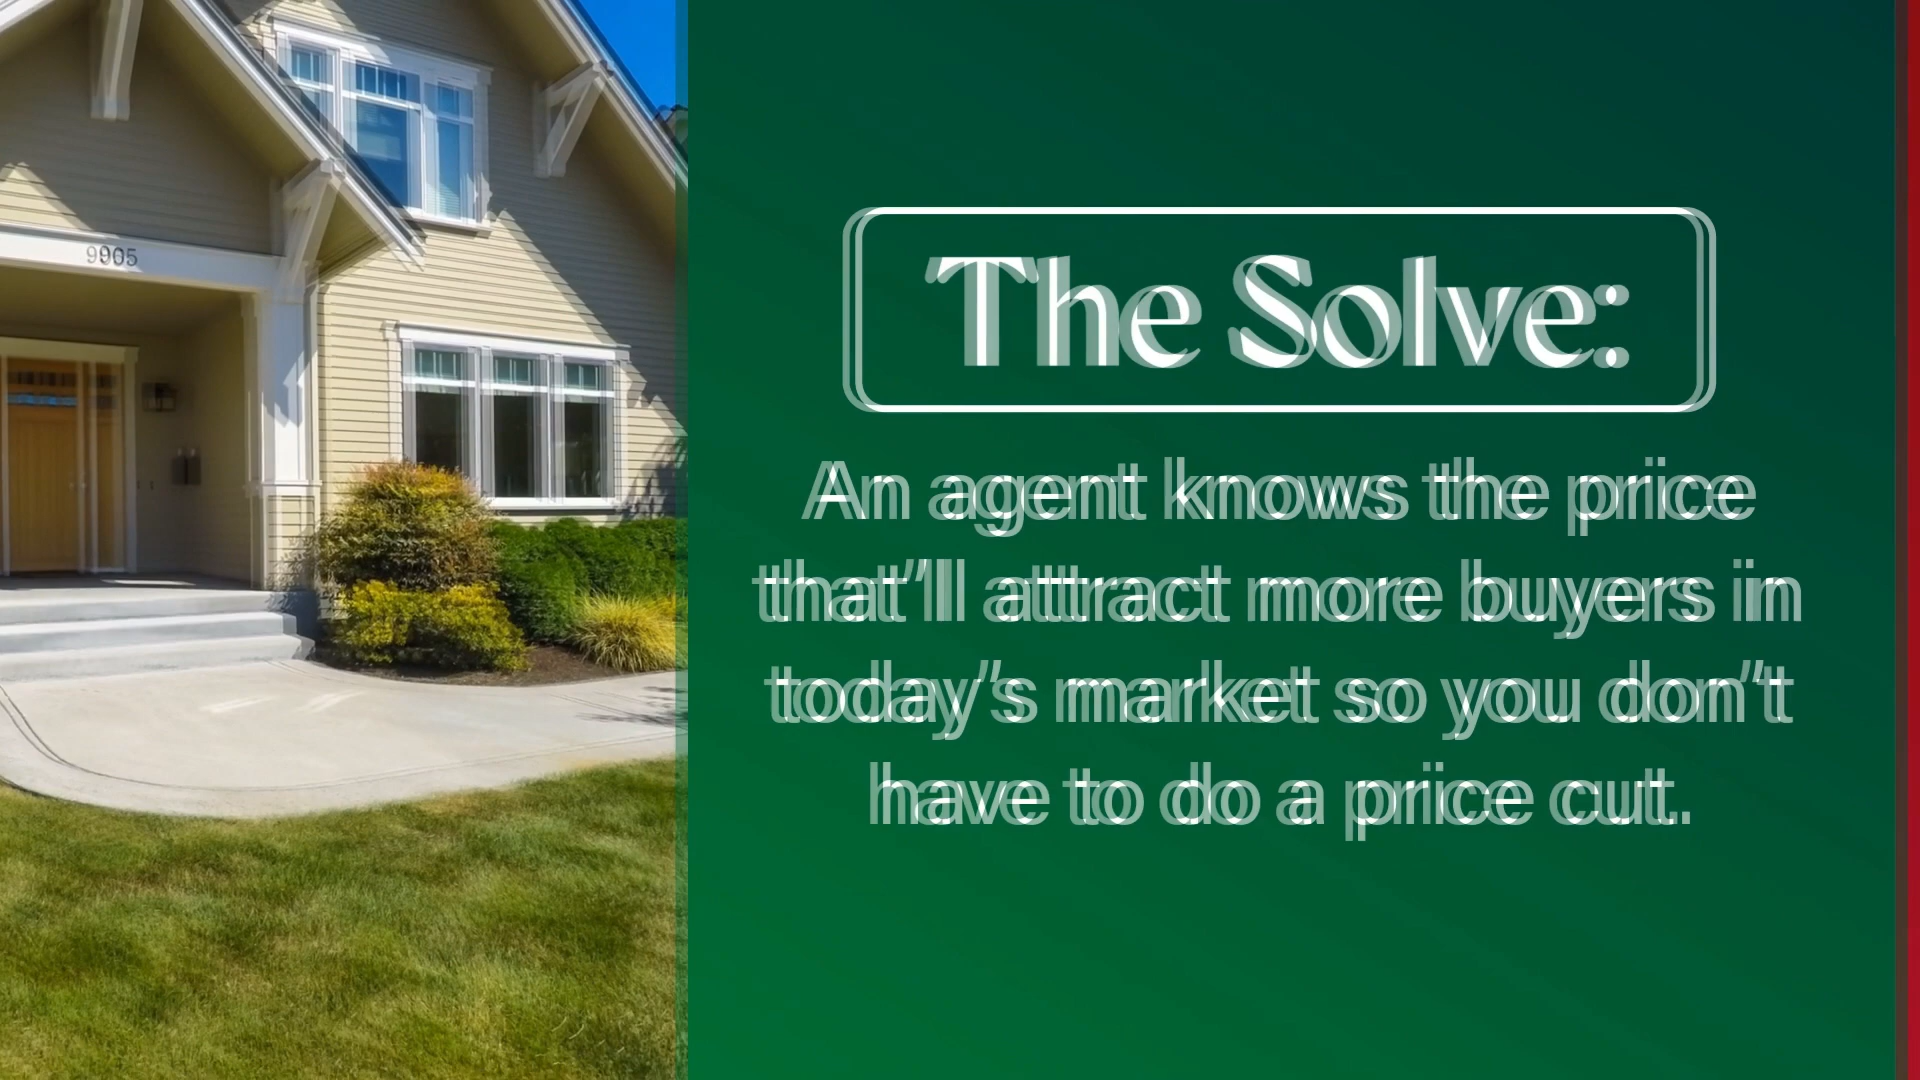 9905
The Solve:
An agent knows the price
that'll attract more buyers in
today's market so you don't
have to do a price cut.